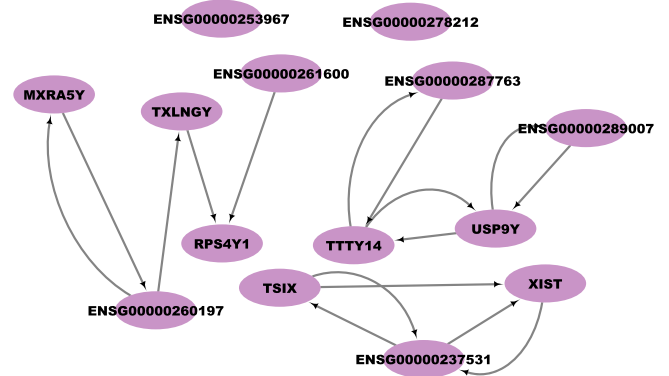 ENSG00000253967
ENSG00000278212
ENSG00000261600
ENSG00000287763
MXRA5Y
TXLNGY
ENSG00000289007
RPS4Y1
TTTY14
USP9Y
TSIX
XIST
ENSG00000260197
ENSG00000237531